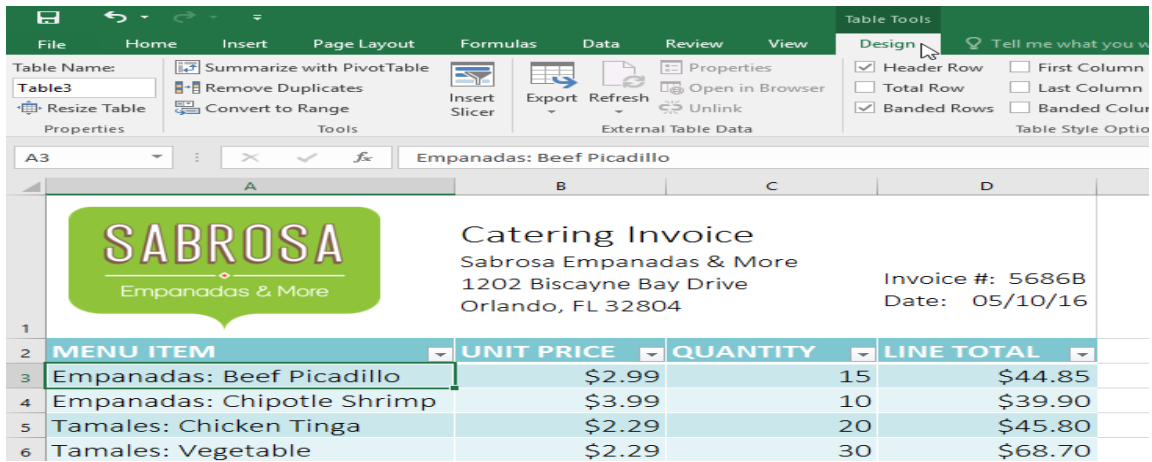 Table Tools
File Home Insert Page Layout Formulas Data Review View Design Tell me what you w
Table Name: Summarize with PivotTable Properties Header Row First Column
Table3 Remove Duplicates Insert Slicer Export Refresh Open in Browser Total Row Last Column
Resize Table Convert to Range Unlink Banded Rows Banded Colu
Properties Tools External Table Data Table Style Optio
A3 fx Empanadas: Beef Picadillo
A B C D
SABROSA
Empanadas & More
Catering Invoice
Sabrosa Empanadas & More
1202 Biscayne Bay Drive
Orlando, FL 32804
Invoice #: 5686B
Date: 05/10/16
1
2 MENU ITEM UNIT PRICE QUANTITY LINE TOTAL
3 Empanadas: Beef Picadillo $2.99 15 $44.85
4 Empanadas: Chipotle Shrimp $3.99 10 $39.90
5 Tamales: Chicken Tinga $2.29 20 $45.80
6 Tamales: Vegetable $2.29 30 $68.70